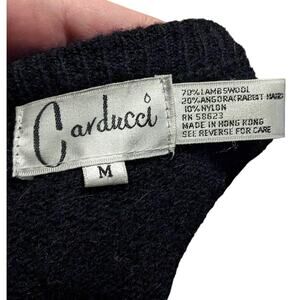 Carducci
M
70% LAMBSWOOL
20% ANGORA (RABBIT HAIR)
10% NYLON
RN 58623
MADE IN HONG KONG
SEE REVERSE FOR CARE